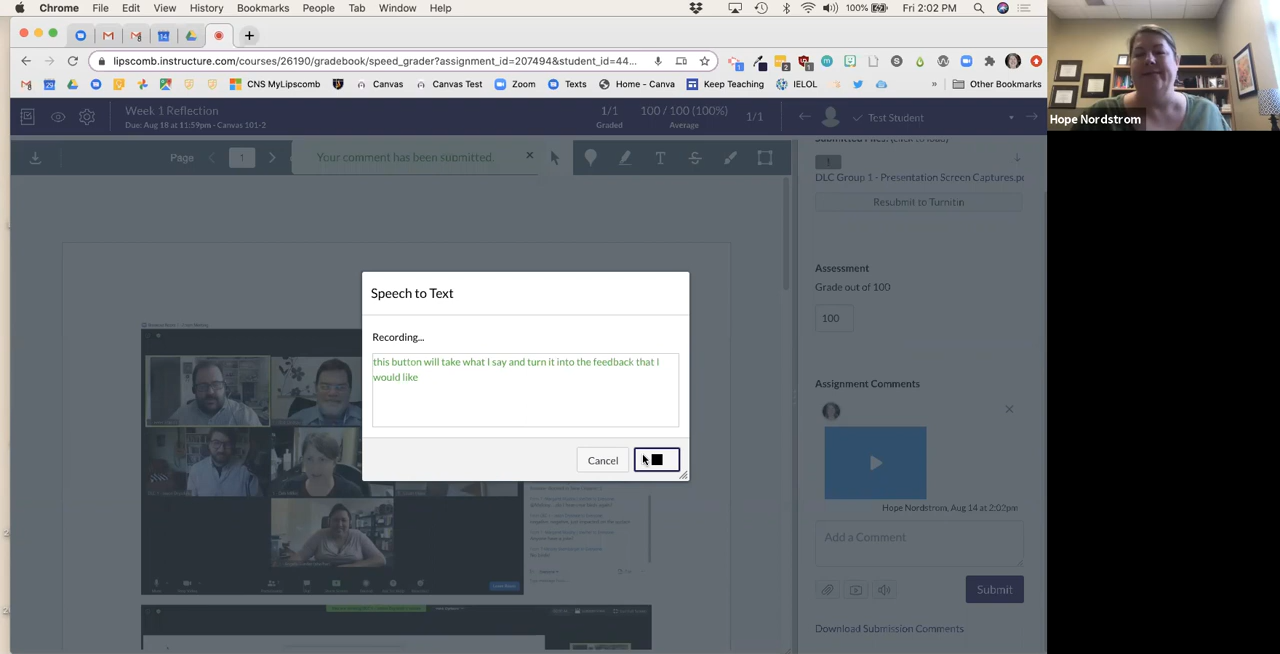 Chrome File Edit View History Bookmarks People Tab Window Help 100% Fri 2:02 PM
lipscomb.instructure.com/courses/26190/gradebook/speed_grader?assignment_id=207494&student_id=44...
CNS MyLipscomb Canvas Canvas Test Zoom Texts Home - Canva Keep Teaching IELOL » Other Bookmarks
Hope Nordstrom
Week 1 Reflection
Due: Aug 18 at 11:59pm - Canvas 101-2
1/1
Graded
100 / 100 (100%)
Average
1/1
Test Student
Page 1
Your comment has been submitted.
Submitted Files: (click to load)
1
DLC Group 1 - Presentation Screen Captures.p
Resubmit to Turnitin
Assessment
Grade out of 100
100
Speech to Text
Recording...
this button will take what I say and turn it into the feedback that I
would like
Cancel
Assignment Comments
Hope Nordstrom, Aug 14 at 2:02pm
Add a Comment
Submit
Download Submission Comments